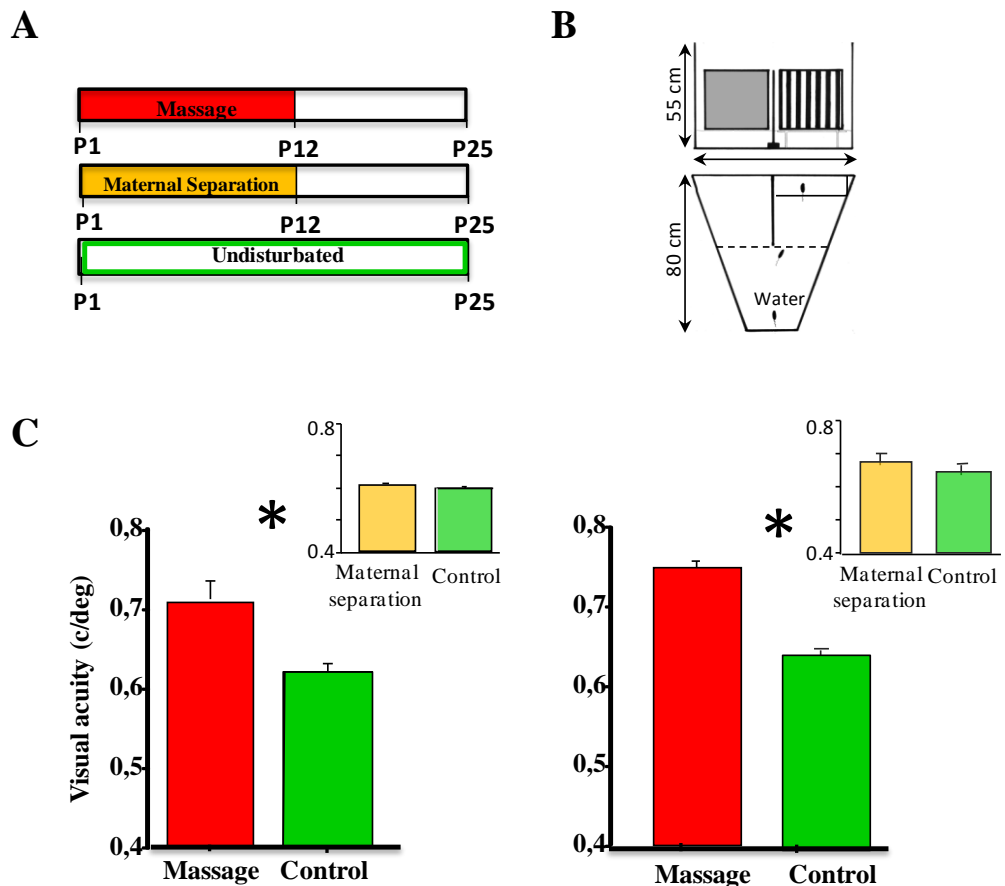 A
Massage
P1 P12 P25
Maternal Separation
P1 P12 P25
Undisturbated
P1 P25
B
55 cm
80 cm
Water
C
Visual acuity (c/deg)
0,8
0,7
0,6
0,5
0,4
Massage Control
*
0.8
0.4
Maternal Control
separation
0,8
0,7
0,6
0,5
0,4
Massage Control
*
0.8
0.4
Maternal Control
separation